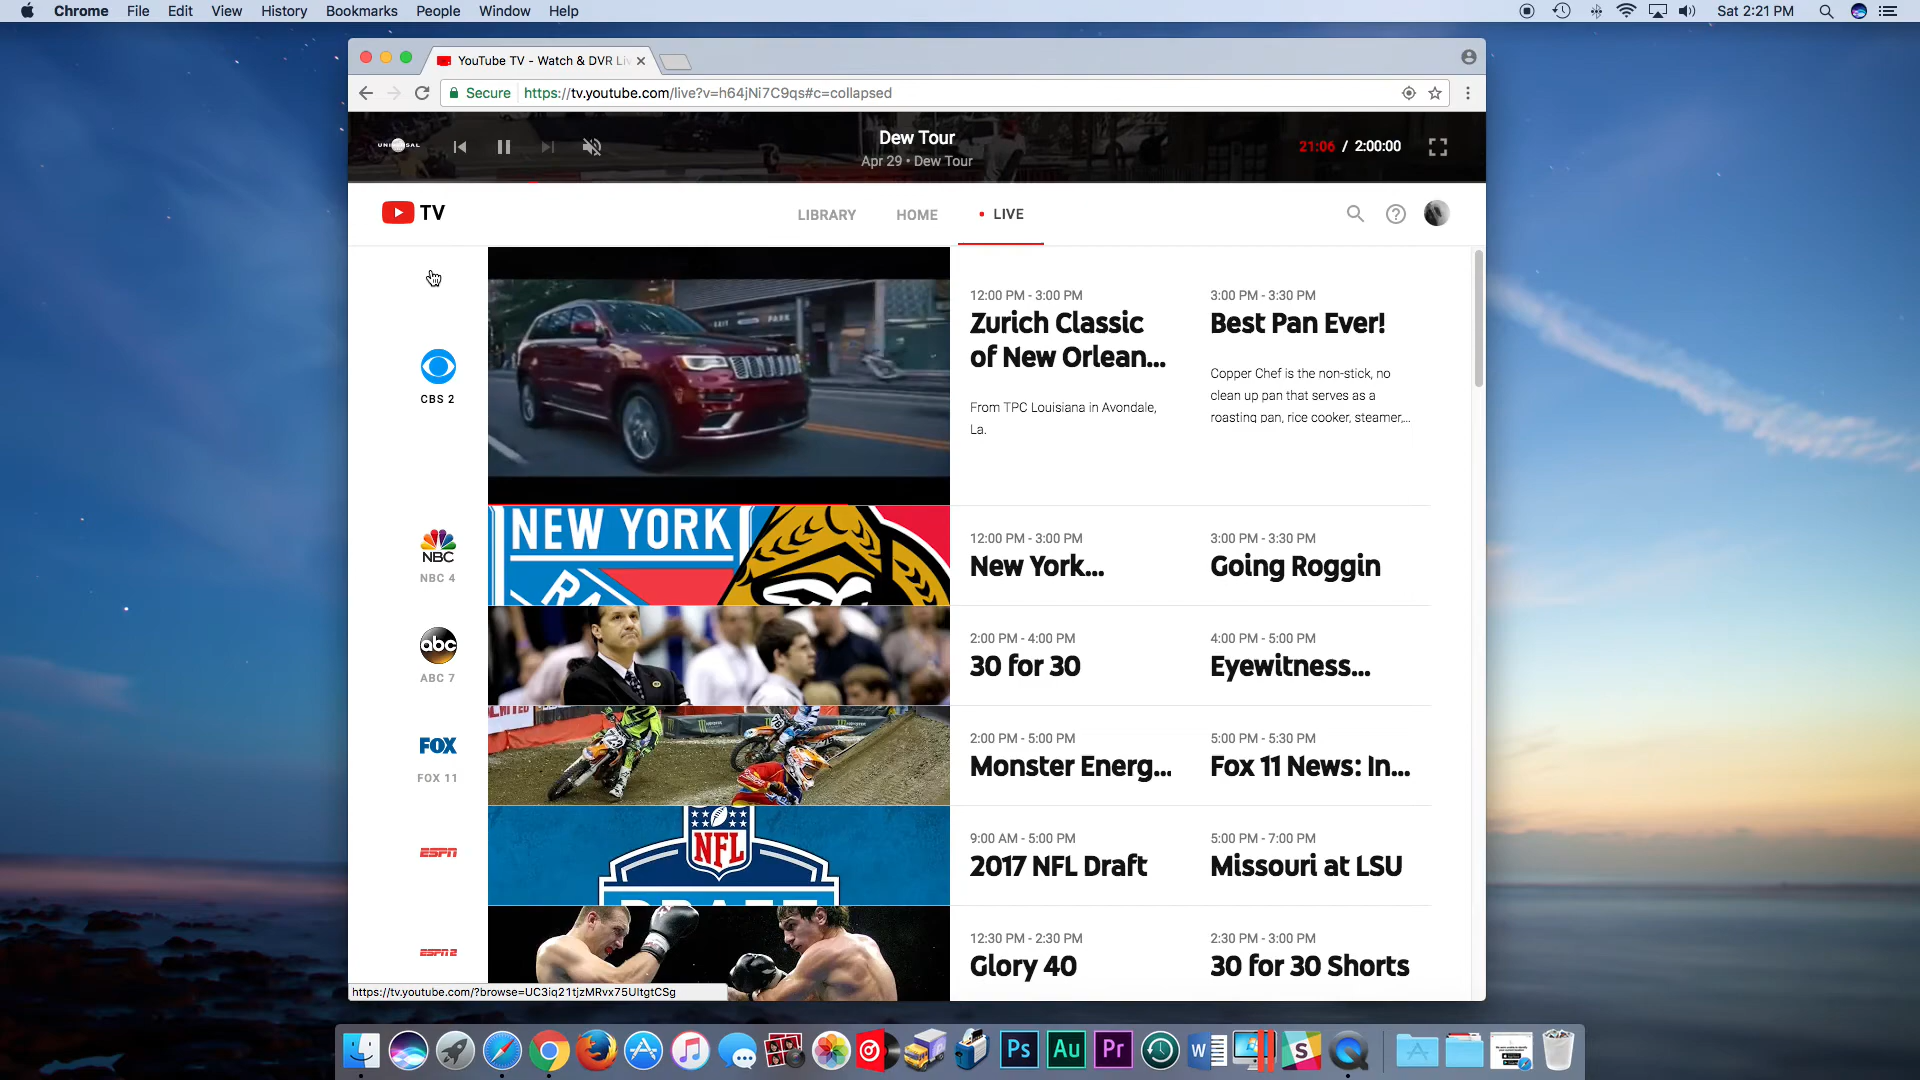 Chrome File Edit View History Bookmarks People Window Help Sat 2:21 PM
YouTube TV - Watch & DVR Li
Secure https://tv.youtube.com/live?v=h64jNi7C9qs#c=collapsed
UNIVERSAL
Dew Tour
Apr 29 • Dew Tour
21:06 / 2:00:00
TV
LIBRARY HOME • LIVE
12:00 PM - 3:00 PM
Zurich Classic
of New Orlean...
From TPC Louisiana in Avondale,
La.
3:00 PM - 3:30 PM
Best Pan Ever!
Copper Chef is the non-stick, no
clean up pan that serves as a
roasting pan, rice cooker, steamer,...
CBS 2
EXIT PARK
NBC
NBC 4
NEW YORK
12:00 PM - 3:00 PM
New York...
3:00 PM - 3:30 PM
Going Roggin
abc
ABC 7
2:00 PM - 4:00 PM
30 for 30
4:00 PM - 5:00 PM
Eyewitness...
FOX
FOX 11
2:00 PM - 5:00 PM
Monster Energ...
5:00 PM - 5:30 PM
Fox 11 News: In...
ESPN
NFL
DRAFT
9:00 AM - 5:00 PM
2017 NFL Draft
5:00 PM - 7:00 PM
Missouri at LSU
ESPN2
12:30 PM - 2:30 PM
Glory 40
2:30 PM - 3:00 PM
30 for 30 Shorts
https://tv.youtube.com/?browse=UC3iq21tjzMRvx75UItgtCSg
Ps Au Pr W S